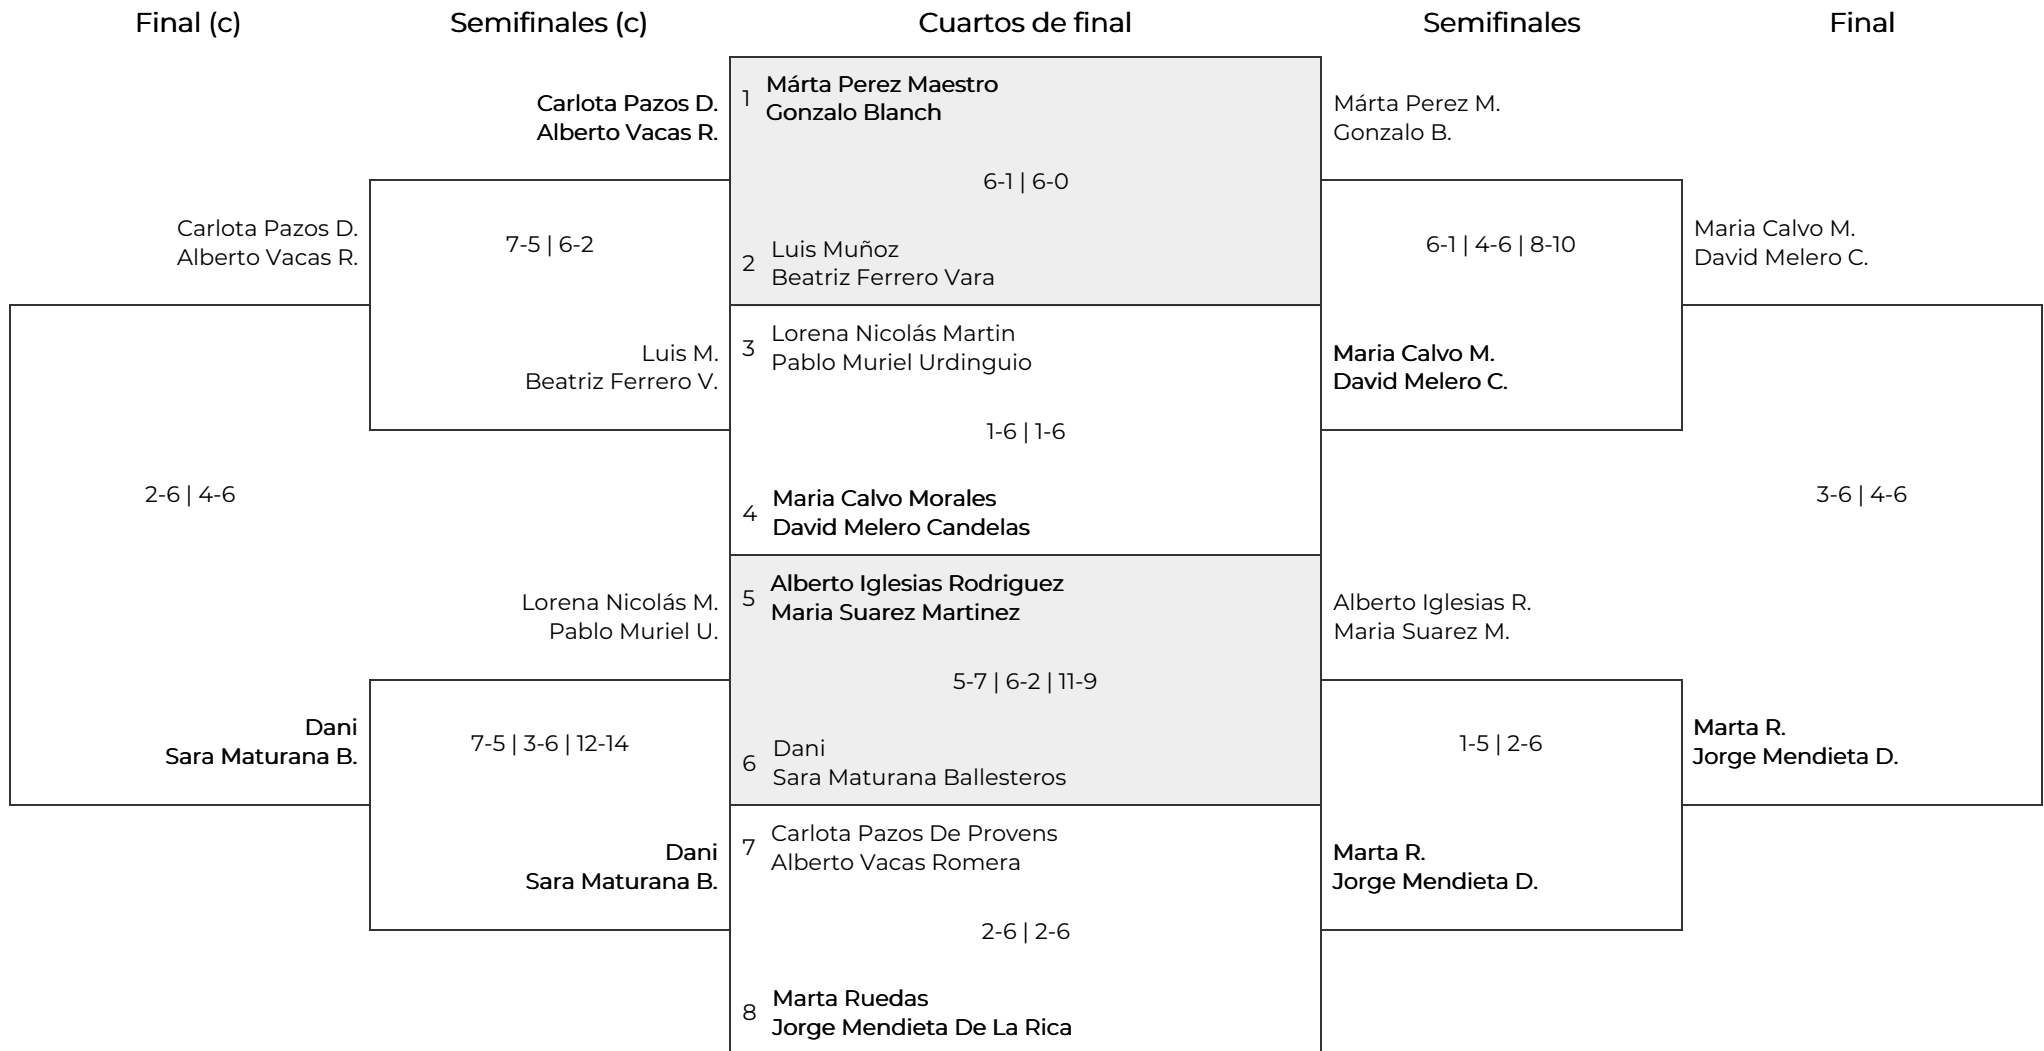 Final (c)
Semifinales (c)
Cuartos de final
Semifinales
Final
Carlota Pazos D.
Alberto Vacas R.
1
Márta Perez Maestro
Gonzalo Blanch
Márta Perez M.
Gonzalo B.
6-1 | 6-0
Carlota Pazos D.
Alberto Vacas R.
7-5 | 6-2
2
Luis Muñoz
Beatriz Ferrero Vara
6-1 | 4-6 | 8-10
Maria Calvo M.
David Melero C.
Luis M.
Beatriz Ferrero V.
3
Lorena Nicolás Martin
Pablo Muriel Urdinguio
Maria Calvo M.
David Melero C.
1-6 | 1-6
2-6 | 4-6
4
Maria Calvo Morales
David Melero Candelas
3-6 | 4-6
Lorena Nicolás M.
Pablo Muriel U.
5
Alberto Iglesias Rodriguez
Maria Suarez Martinez
Alberto Iglesias R.
Maria Suarez M.
5-7 | 6-2 | 11-9
Dani
Sara Maturana B.
7-5 | 3-6 | 12-14
6
Dani
Sara Maturana Ballesteros
1-5 | 2-6
Marta R.
Jorge Mendieta D.
Dani
Sara Maturana B.
7
Carlota Pazos De Provens
Alberto Vacas Romera
Marta R.
Jorge Mendieta D.
2-6 | 2-6
8
Marta Ruedas
Jorge Mendieta De La Rica